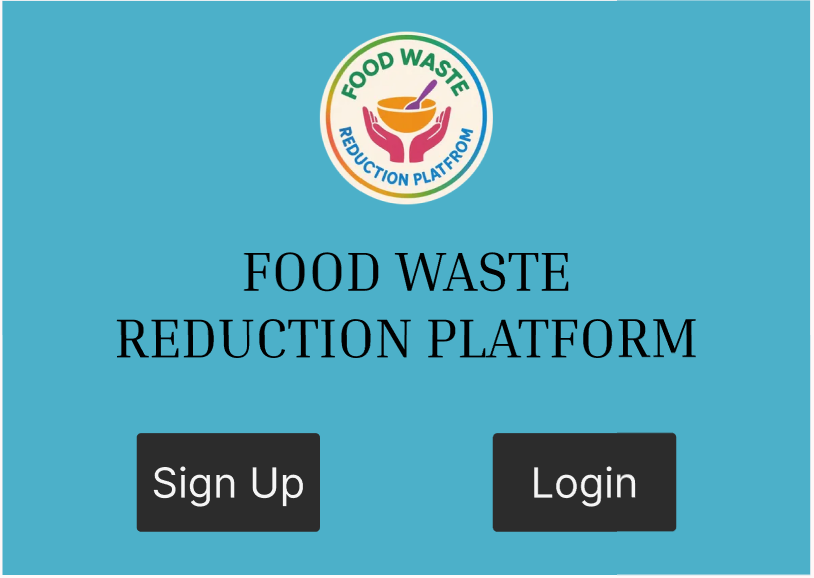 FOOD WASTE
REDUCTION PLATFROM
FOOD WASTE
REDUCTION PLATFORM
Sign Up
Login